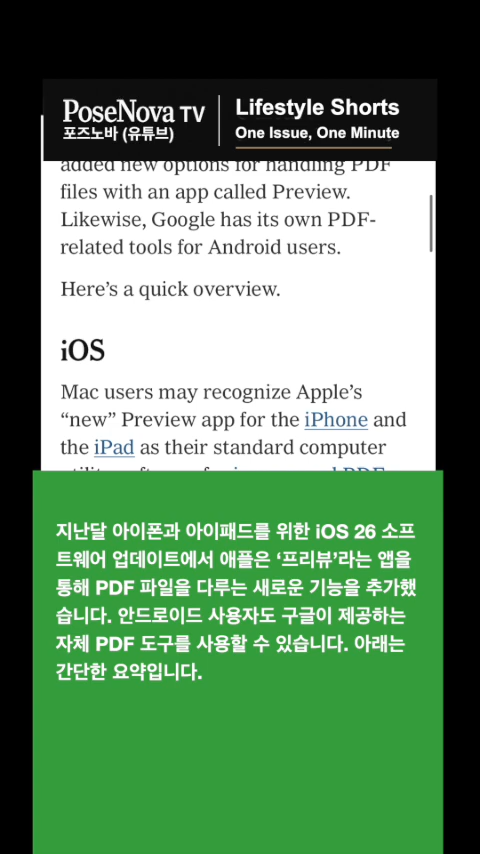 PoseNova TV
포즈노바 (유튜브)
Lifestyle Shorts
One Issue, One Minute
added new options for handling PDF
files with an app called Preview.
Likewise, Google has its own PDF-
related tools for Android users.
Here’s a quick overview.
iOS
Mac users may recognize Apple’s
“new” Preview app for the iPhone and
the iPad as their standard computer
지난달 아이폰과 아이패드를 위한 iOS 26 소프
트웨어 업데이트에서 애플은 ‘프리뷰’라는 앱을
통해 PDF 파일을 다루는 새로운 기능을 추가했
습니다. 안드로이드 사용자도 구글이 제공하는
자체 PDF 도구를 사용할 수 있습니다. 아래는
간단한 요약입니다.